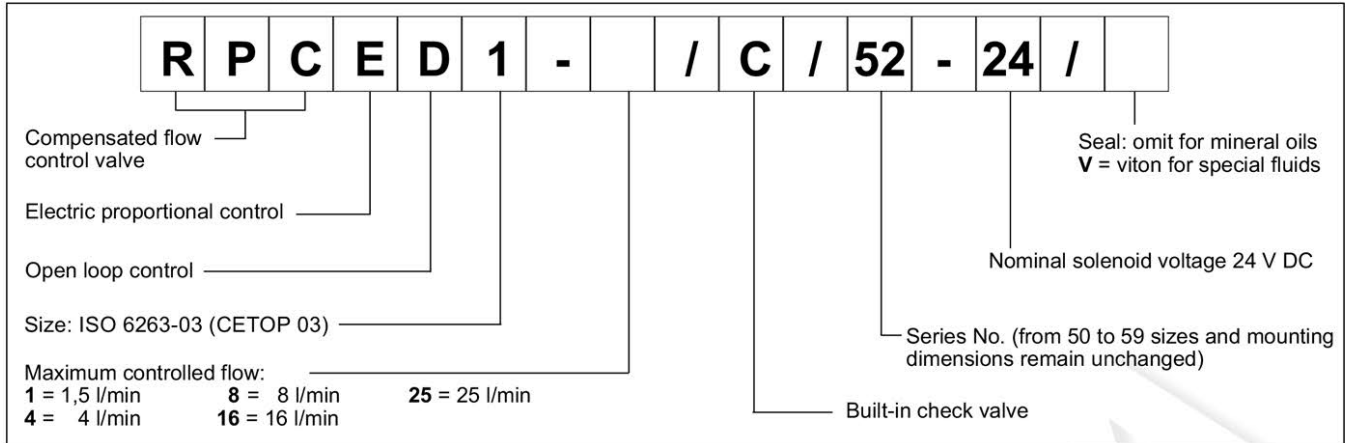 R P C E D 1 - / C / 52 - 24 /
Compensated flow
control valve
Seal: omit for mineral oils
V = viton for special fluids
Electric proportional control
Open loop control
Nominal solenoid voltage 24 V DC
Size: ISO 6263-03 (CETOP 03)
Series No. (from 50 to 59 sizes and mounting
dimensions remain unchanged)
Maximum controlled flow:
1 = 1,5 l/min 8 = 8 l/min 25 = 25 l/min
4 = 4 l/min 16 = 16 l/min
Built-in check valve